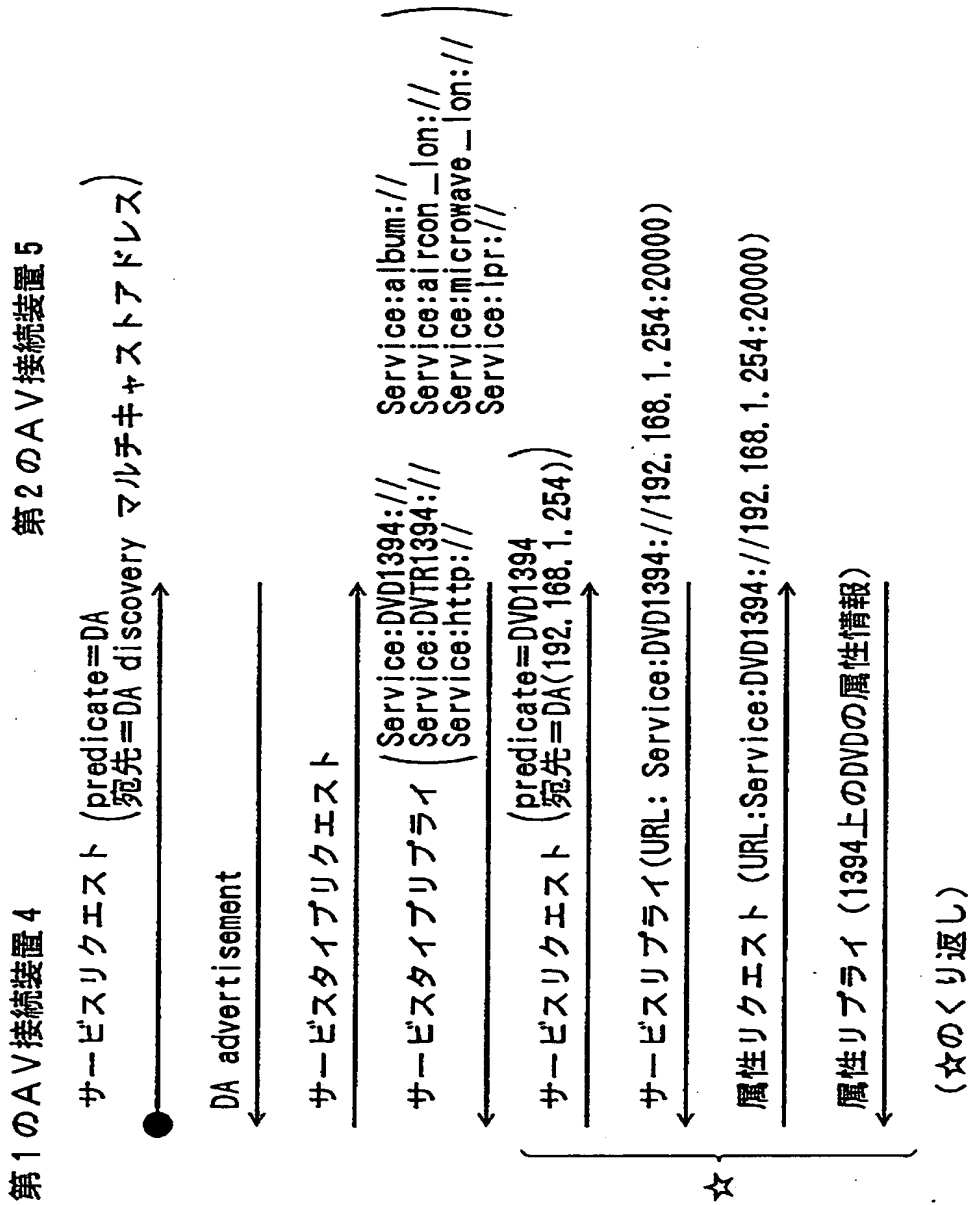 第１のＡＶ接続装置４
第２のＡＶ接続装置５
サービスリクエスト（predicate＝DA
宛先＝DA discovery マルチキャストアドレス）
DA advertisement
サービスタイプリクエスト
サービスタイプリプライ（Service:DVD1394://
Service:DVTR1394://
Service:http://
Service:album://
Service:aircon_lon://
Service:microwave_lon://
Service:lpr://）
サービスリクエスト（predicate＝DVD1394
宛先＝DA(192.168.1.254)）
サービスリプライ(URL: Service:DVD1394://192.168.1.254:20000)
属性リクエスト (URL:Service:DVD1394://192.168.1.254:20000)
属性リプライ (1394上のDVDの属性情報)
☆
(☆のくり返し)